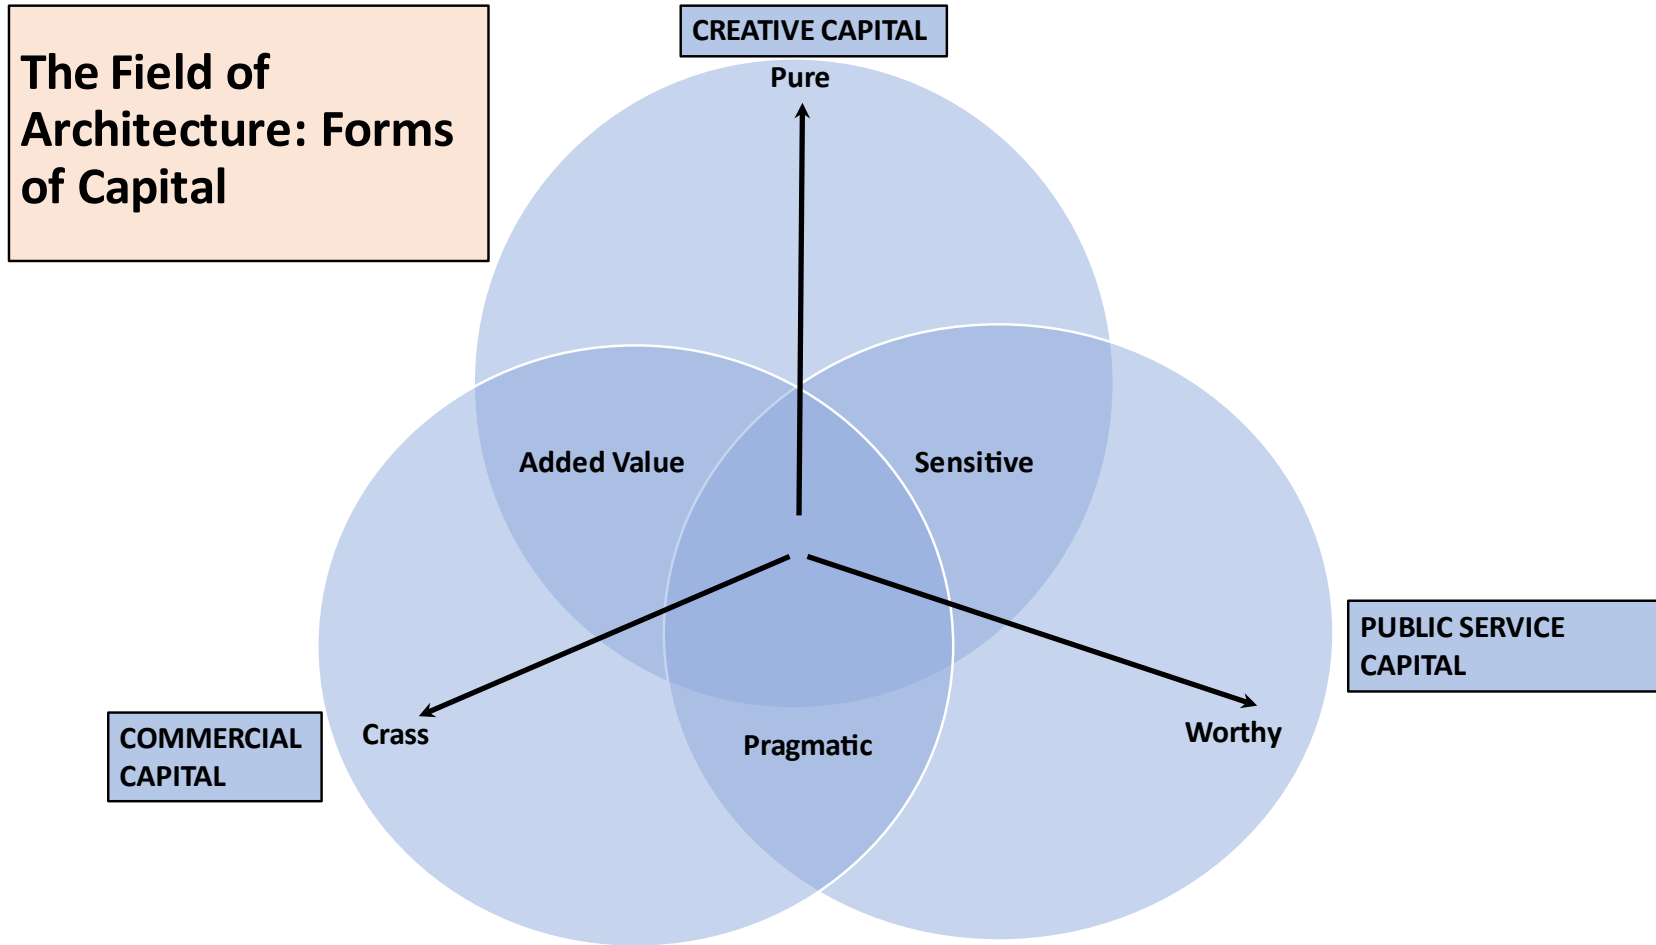 The Field of
Architecture: Forms
of Capital
CREATIVE CAPITAL
Pure
Added Value
Sensitive
PUBLIC SERVICE
CAPITAL
COMMERCIAL
CAPITAL
Crass
Pragmatic
Worthy